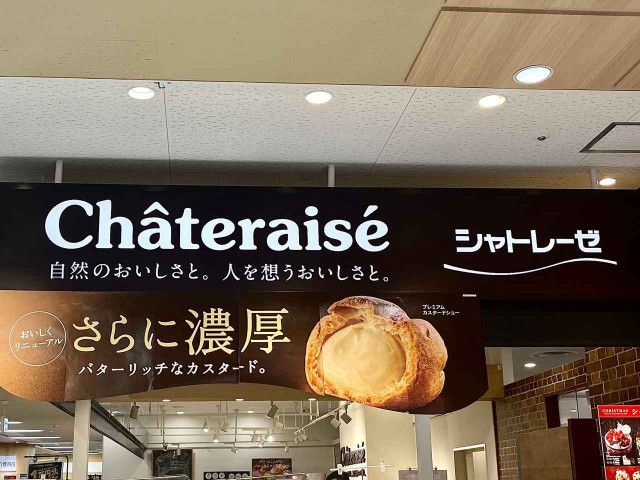 Châteraisé
シャトレーゼ
自然のおいしさと。人を想うおいしさと。
おいしく
リニューアル
さらに濃厚
バターリッチなカスタード。
プレミアム
カスタードシュー
CHRISTMAS